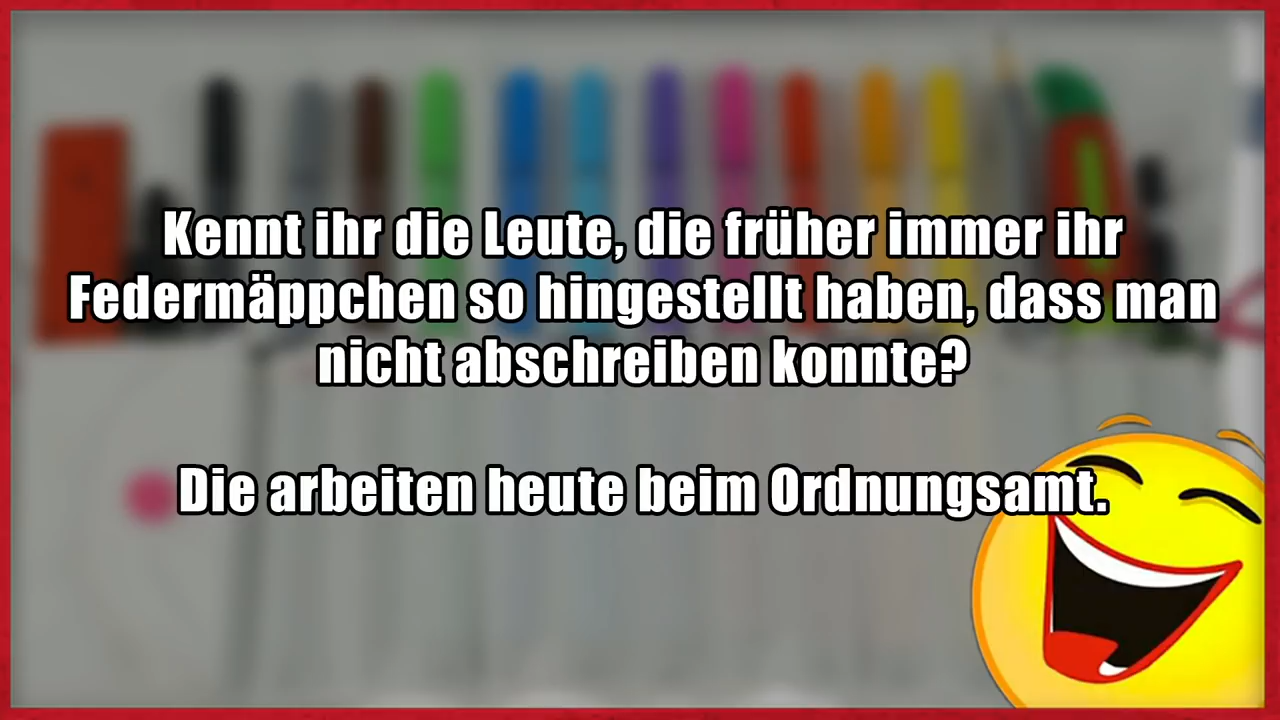 Kennt ihr die Leute, die früher immer ihr
Federmäppchen so hingestellt haben, dass man
nicht abschreiben konnte?
Die arbeiten heute beim Ordnungsamt.